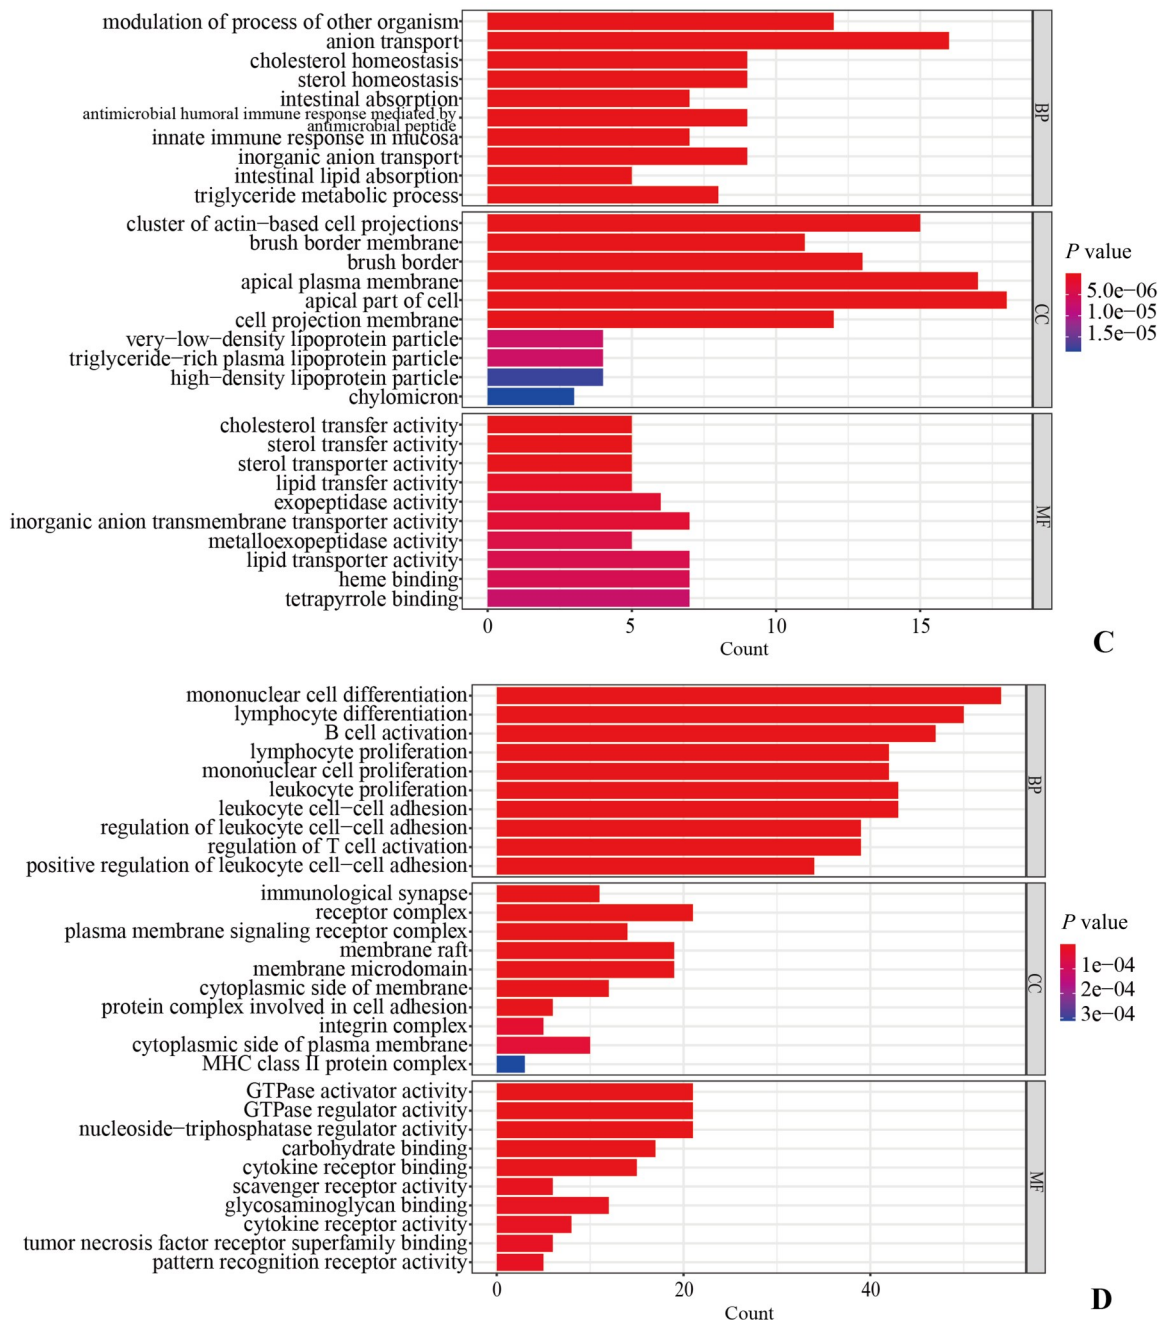 modulation of process of other organism
anion transport
cholesterol homeostasis
sterol homeostasis
intestinal absorption
antimicrobial humoral immune response mediated by
antimicrobial peptide
innate immune response in mucosa
inorganic anion transport
intestinal lipid absorption
triglyceride metabolic process
BP
cluster of actin−based cell projections
brush border membrane
brush border
apical plasma membrane
apical part of cell
cell projection membrane
very−low−density lipoprotein particle
triglyceride−rich plasma lipoprotein particle
high−density lipoprotein particle
chylomicron
CC
cholesterol transfer activity
sterol transfer activity
sterol transporter activity
lipid transfer activity
exopeptidase activity
inorganic anion transmembrane transporter activity
metalloexopeptidase activity
lipid transporter activity
heme binding
tetrapyrrole binding
MF
0 5 10 15
Count
P value
5.0e−06
1.0e−05
1.5e−05
C
mononuclear cell differentiation
lymphocyte differentiation
B cell activation
lymphocyte proliferation
mononuclear cell proliferation
leukocyte proliferation
leukocyte cell−cell adhesion
regulation of leukocyte cell−cell adhesion
regulation of T cell activation
positive regulation of leukocyte cell−cell adhesion
BP
immunological synapse
receptor complex
plasma membrane signaling receptor complex
membrane raft
membrane microdomain
cytoplasmic side of membrane
protein complex involved in cell adhesion
integrin complex
cytoplasmic side of plasma membrane
MHC class II protein complex
CC
GTPase activator activity
GTPase regulator activity
nucleoside−triphosphatase regulator activity
carbohydrate binding
cytokine receptor binding
scavenger receptor activity
glycosaminoglycan binding
cytokine receptor activity
tumor necrosis factor receptor superfamily binding
pattern recognition receptor activity
MF
0 20 40
Count
P value
1e−04
2e−04
3e−04
D